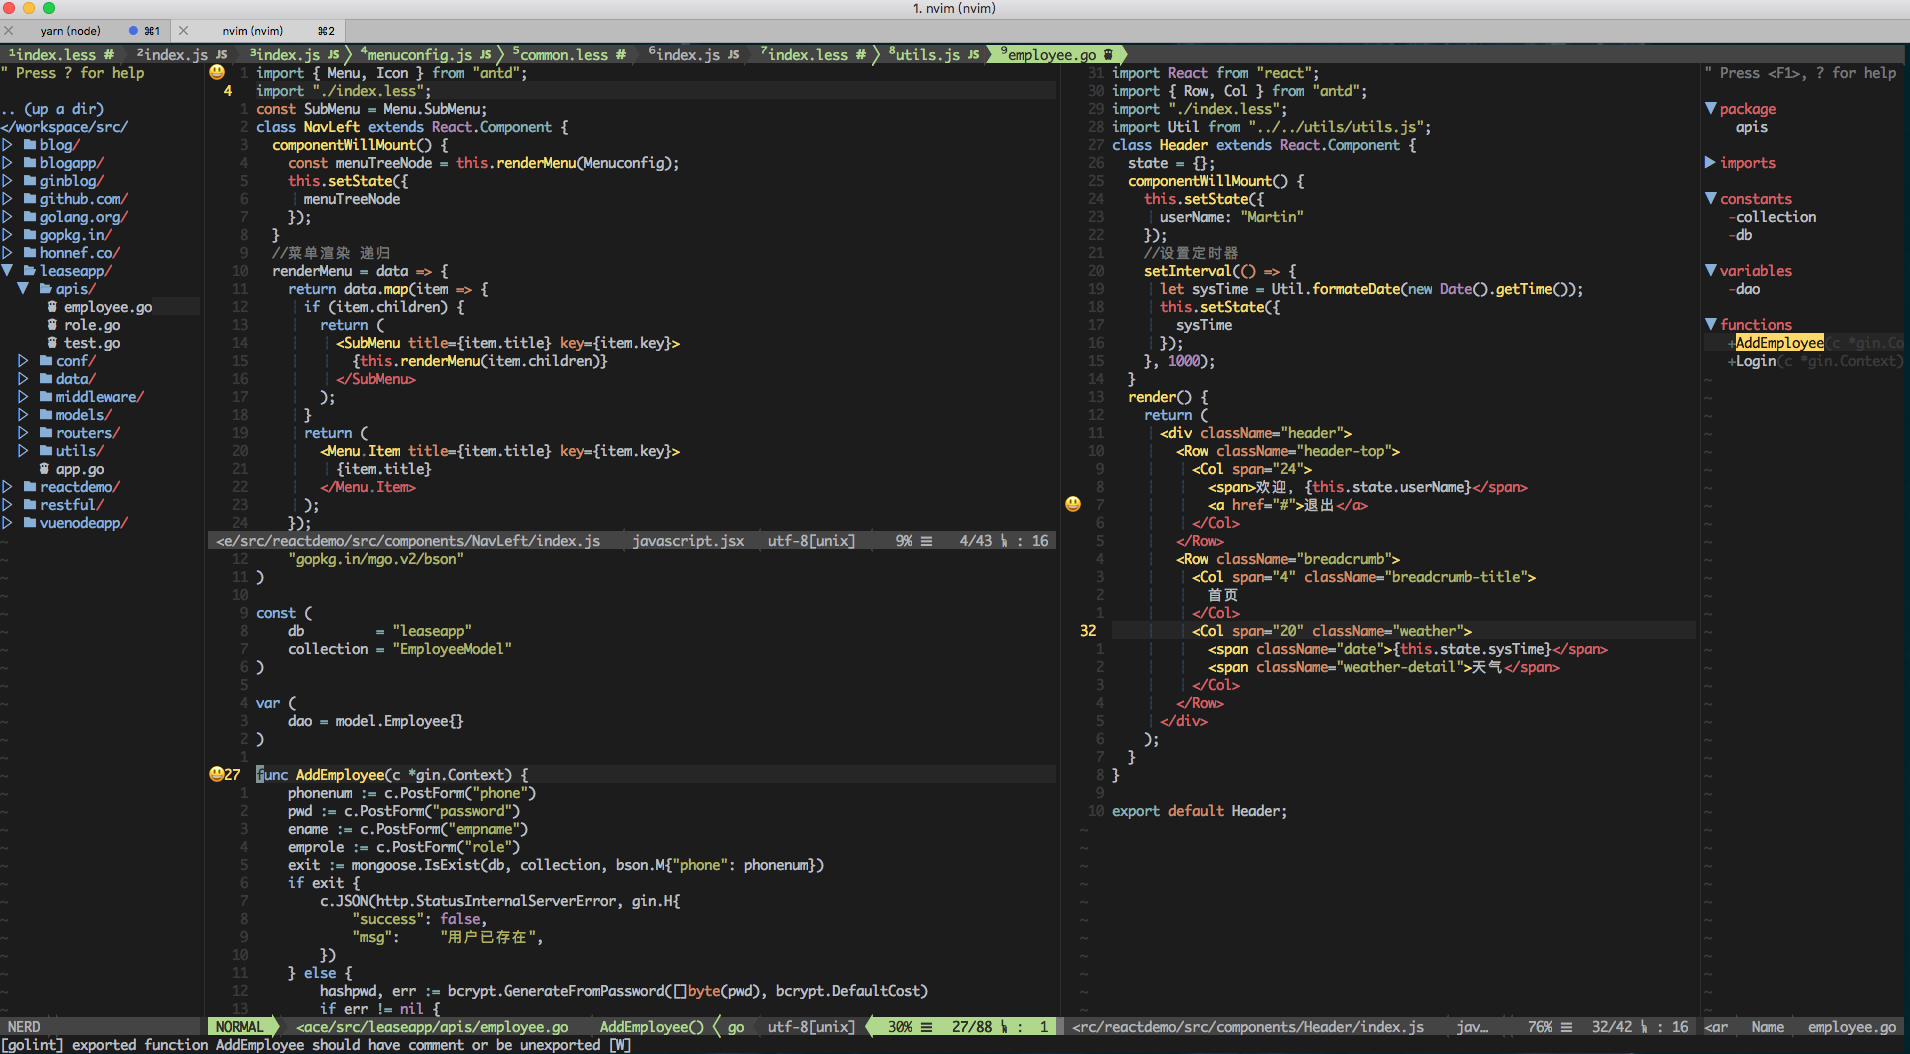 1. nvim (nvim)
yarn (node) ⌘1
nvim (nvim) ⌘2
1index.less # 2index.js JS 3index.js JS 4menuconfig.js JS 5common.less # 6index.js JS 7index.less # 8utils.js JS 9employee.go
" Press ? for help
.. (up a dir)
</workspace/src/
blog/
blogapp/
ginblog/
github.com/
golang.org/
gopkg.in/
honnef.co/
leaseapp/
apis/
employee.go
role.go
test.go
conf/
data/
middleware/
models/
routers/
utils/
app.go
reactdemo/
restful/
vuenodeapp/
NERD
1 import { Menu, Icon } from "antd";
4 import "./index.less";
1 const SubMenu = Menu.SubMenu;
2 class NavLeft extends React.Component {
3 componentWillMount() {
4 const menuTreeNode = this.renderMenu(Menuconfig);
5 this.setState({
6 menuTreeNode
7 });
8 }
9 //菜单渲染 递归
10 renderMenu = data => {
11 return data.map(item => {
12 if (item.children) {
13 return (
14 <SubMenu title={item.title} key={item.key}>
15 {this.renderMenu(item.children)}
16 </SubMenu>
17 );
18 }
19 return (
20 <Menu.Item title={item.title} key={item.key}>
21 {item.title}
22 </Menu.Item>
23 );
24 });
<e/src/reactdemo/src/components/NavLeft/index.js javascript.jsx utf-8[unix] 9% ☰ 4/43 : 16
12 "gopkg.in/mgo.v2/bson"
11 )
10
9 const (
8 db = "leaseapp"
7 collection = "EmployeeModel"
6 )
5
4 var (
3 dao = model.Employee{}
2 )
1
27 func AddEmployee(c *gin.Context) {
1 phonenum := c.PostForm("phone")
2 pwd := c.PostForm("password")
3 ename := c.PostForm("empname")
4 emprole := c.PostForm("role")
5 exit := mongoose.IsExist(db, collection, bson.M{"phone": phonenum})
6 if exit {
7 c.JSON(http.StatusInternalServerError, gin.H{
8 "success": false,
9 "msg": "用户已存在",
10 })
11 } else {
12 hashpwd, err := bcrypt.GenerateFromPassword([]byte(pwd), bcrypt.DefaultCost)
13 if err != nil {
NORMAL <ace/src/leaseapp/apis/employee.go AddEmployee() go utf-8[unix] 30% ☰ 27/88 : 1
31 import React from "react";
30 import { Row, Col } from "antd";
29 import "./index.less";
28 import Util from "../../utils/utils.js";
27 class Header extends React.Component {
26 state = {};
25 componentWillMount() {
24 this.setState({
23 userName: "Martin"
22 });
21 //设置定时器
20 setInterval(() => {
19 let sysTime = Util.formateDate(new Date().getTime());
18 this.setState({
17 sysTime
16 });
15 }, 1000);
14 }
13 render() {
12 return (
11 <div className="header">
10 <Row className="header-top">
9 <Col span="24">
8 <span>欢迎, {this.state.userName}</span>
7 <a href="#">退出</a>
6 </Col>
5 </Row>
4 <Row className="breadcrumb">
3 <Col span="4" className="breadcrumb-title">
2 首页
1 </Col>
32 <Col span="20" className="weather">
1 <span className="date">{this.state.sysTime}</span>
2 <span className="weather-detail">天气</span>
3 </Col>
4 </Row>
5 </div>
6 );
7 }
8 }
9
10 export default Header;
<rc/reactdemo/src/components/Header/index.js jav… 76% ☰ 32/42 : 16
" Press <F1>, ? for help
package
apis
imports
constants
-collection
-db
variables
-dao
functions
+AddEmployee(c *gin.Co
+Login(c *gin.Context)
<ar Name employee.go
[golint] exported function AddEmployee should have comment or be unexported [W]